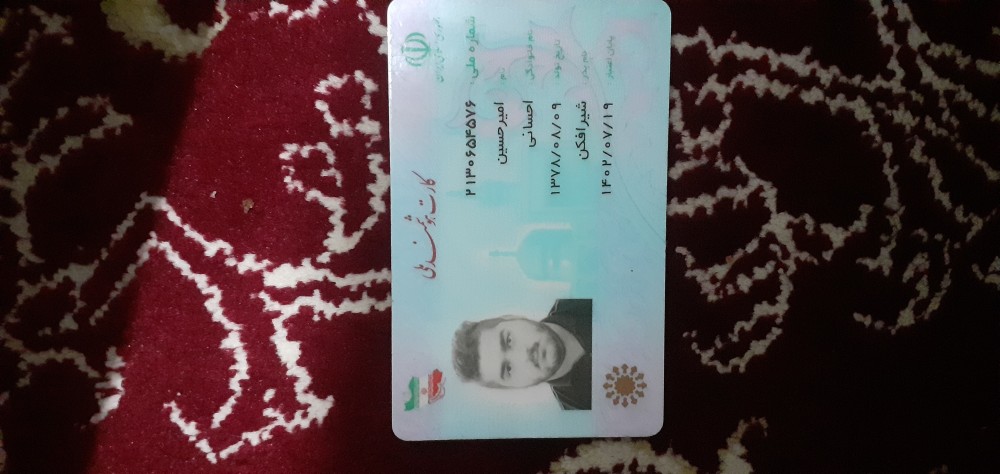 جمهوری اسلامی ایران
کارت هوشمند ملی
شماره ملی ۲۱۳۰۶۵۴۵۷۶
نام امیرحسین
نام خانوادگی احسانی
تاریخ تولد ۱۳۷۸/۰۸/۰۹
نام پدر شیرافکن
پایان اعتبار ۱۴۰۲/۰۷/۱۹